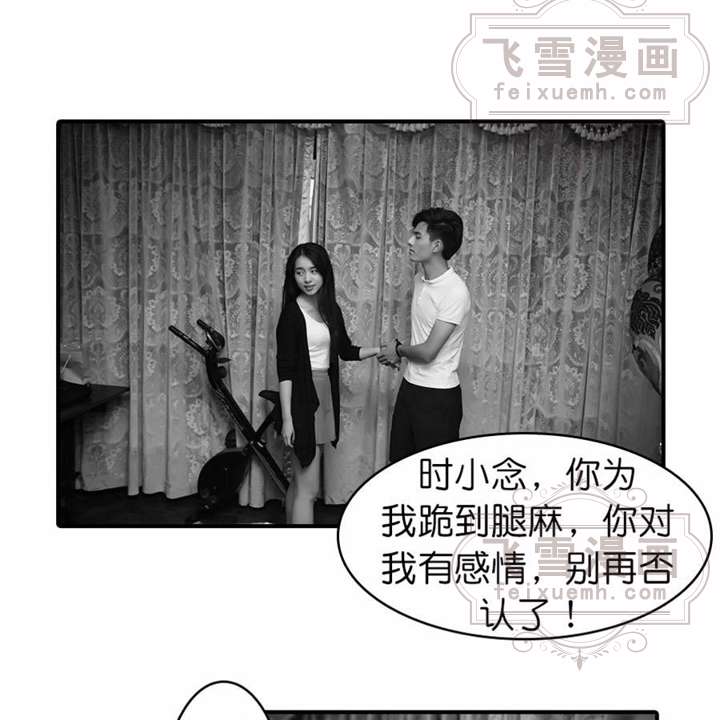 飞雪漫画
feixuemh.com
时小念，你为
我跪到腿麻，你对
我有感情，别再否
认了！
飞雪漫画
feixuemh.com